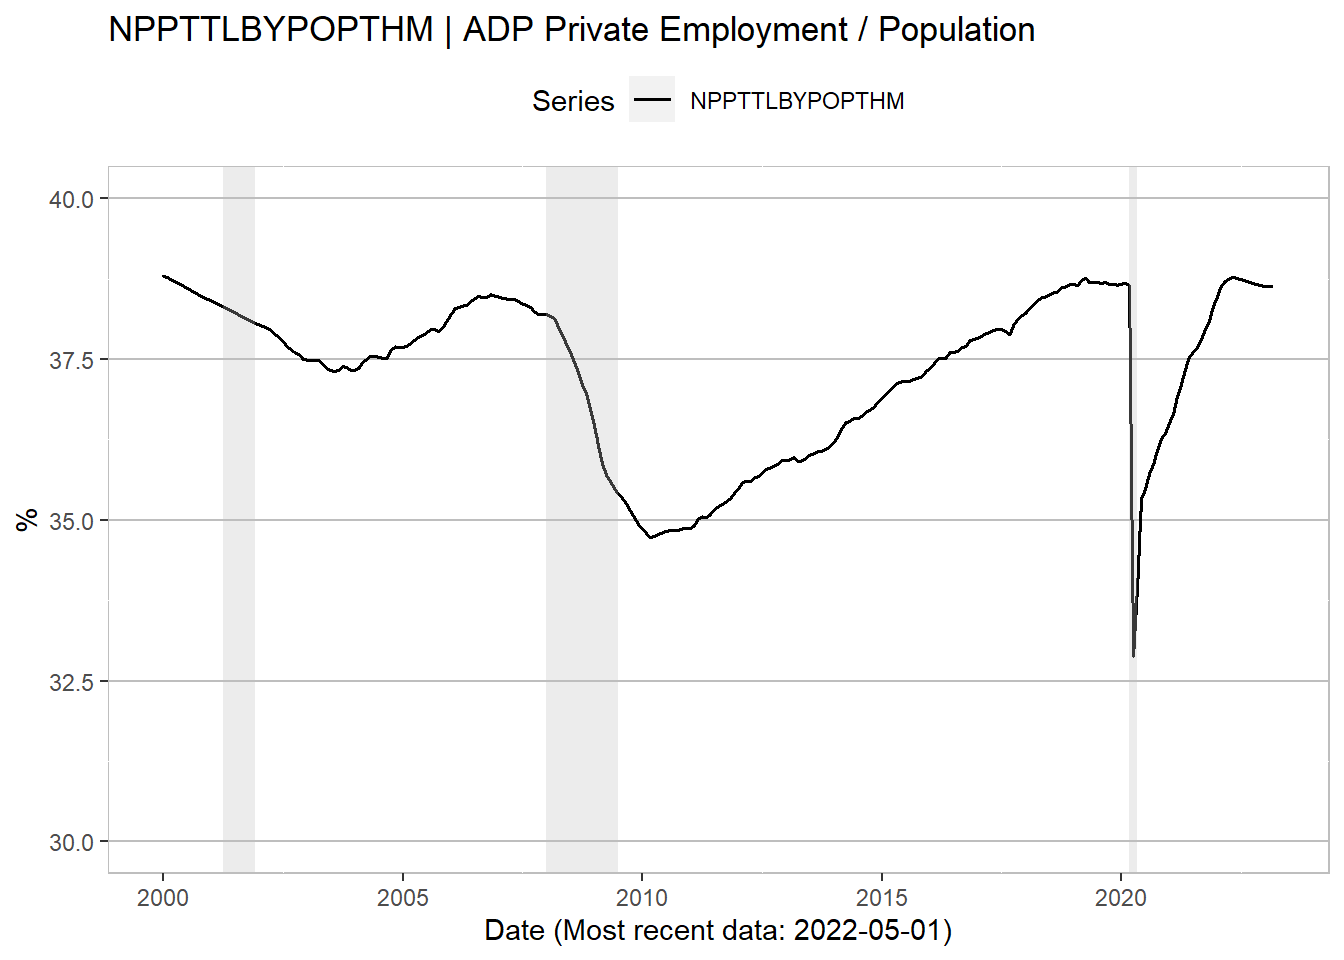 NPPTTLBYPOPTHM | ADP Private Employment / Population
Series NPPTTLBYPOPTHM
40.0
37.5
35.0
32.5
30.0
%
2000 2005 2010 2015 2020
Date (Most recent data: 2022-05-01)